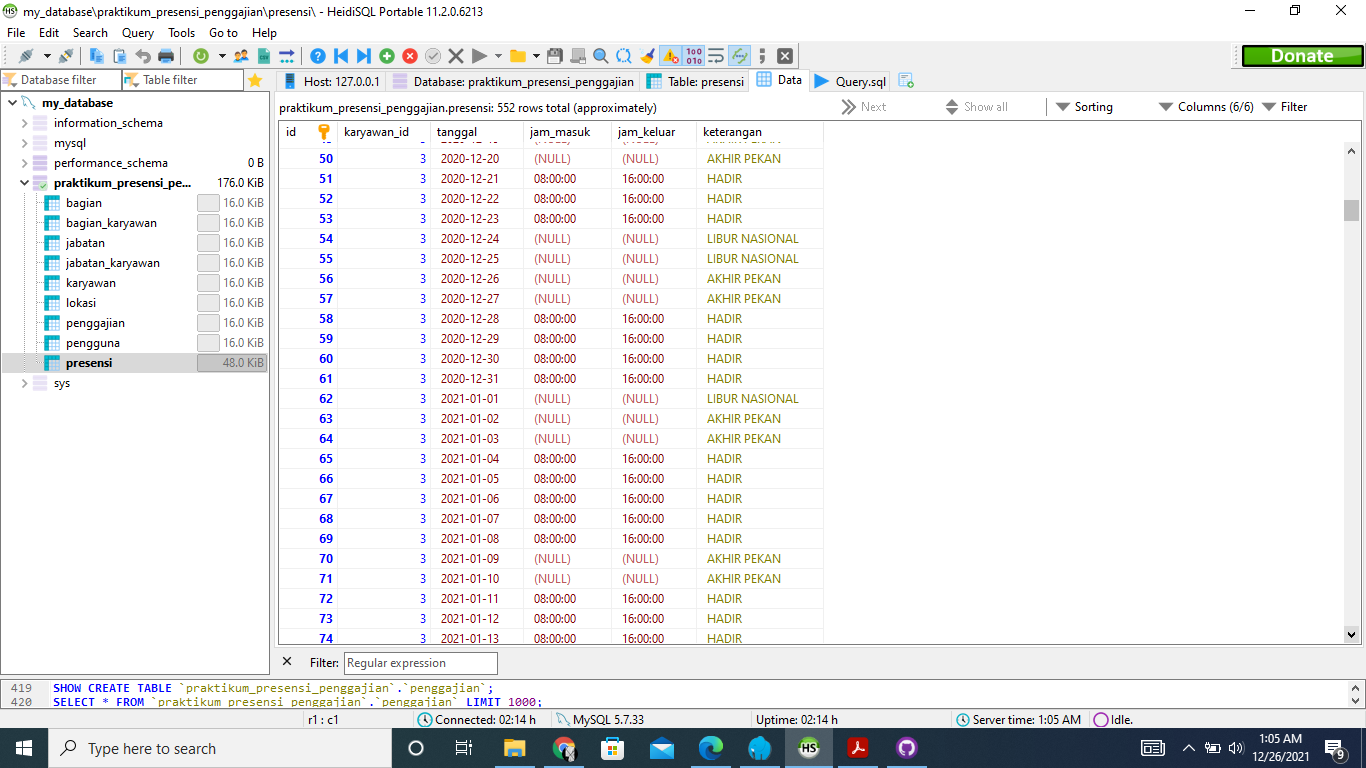 my_database\praktikum_presensi_penggajian\presensi\ - HeidiSQL Portable 11.2.0.6213
File Edit Search Query Tools Go to Help
Donate
Database filter Table filter
Host: 127.0.0.1 Database: praktikum_presensi_penggajian Table: presensi Data Query.sql
my_database
information_schema
mysql
performance_schema 0 B
praktikum_presensi_pe... 176.0 KiB
bagian 16.0 KiB
bagian_karyawan 16.0 KiB
jabatan 16.0 KiB
jabatan_karyawan 16.0 KiB
karyawan 16.0 KiB
lokasi 16.0 KiB
penggajian 16.0 KiB
pengguna 16.0 KiB
presensi 48.0 KiB
sys
praktikum_presensi_penggajian.presensi: 552 rows total (approximately) Next Show all Sorting Columns (6/6) Filter
id karyawan_id tanggal jam_masuk jam_keluar keterangan
50 3 2020-12-20 (NULL) (NULL) AKHIR PEKAN
51 3 2020-12-21 08:00:00 16:00:00 HADIR
52 3 2020-12-22 08:00:00 16:00:00 HADIR
53 3 2020-12-23 08:00:00 16:00:00 HADIR
54 3 2020-12-24 (NULL) (NULL) LIBUR NASIONAL
55 3 2020-12-25 (NULL) (NULL) LIBUR NASIONAL
56 3 2020-12-26 (NULL) (NULL) AKHIR PEKAN
57 3 2020-12-27 (NULL) (NULL) AKHIR PEKAN
58 3 2020-12-28 08:00:00 16:00:00 HADIR
59 3 2020-12-29 08:00:00 16:00:00 HADIR
60 3 2020-12-30 08:00:00 16:00:00 HADIR
61 3 2020-12-31 08:00:00 16:00:00 HADIR
62 3 2021-01-01 (NULL) (NULL) LIBUR NASIONAL
63 3 2021-01-02 (NULL) (NULL) AKHIR PEKAN
64 3 2021-01-03 (NULL) (NULL) AKHIR PEKAN
65 3 2021-01-04 08:00:00 16:00:00 HADIR
66 3 2021-01-05 08:00:00 16:00:00 HADIR
67 3 2021-01-06 08:00:00 16:00:00 HADIR
68 3 2021-01-07 08:00:00 16:00:00 HADIR
69 3 2021-01-08 08:00:00 16:00:00 HADIR
70 3 2021-01-09 (NULL) (NULL) AKHIR PEKAN
71 3 2021-01-10 (NULL) (NULL) AKHIR PEKAN
72 3 2021-01-11 08:00:00 16:00:00 HADIR
73 3 2021-01-12 08:00:00 16:00:00 HADIR
74 3 2021-01-13 08:00:00 16:00:00 HADIR
Filter: Regular expression
419 SHOW CREATE TABLE `praktikum_presensi_penggajian`.`penggajian`;
420 SELECT * FROM `praktikum_presensi_penggajian`.`penggajian` LIMIT 1000;
r1 : c1 Connected: 02:14 h MySQL 5.7.33 Uptime: 02:14 h Server time: 1:05 AM Idle.
Type here to search
HS
1:05 AM
12/26/2021
9